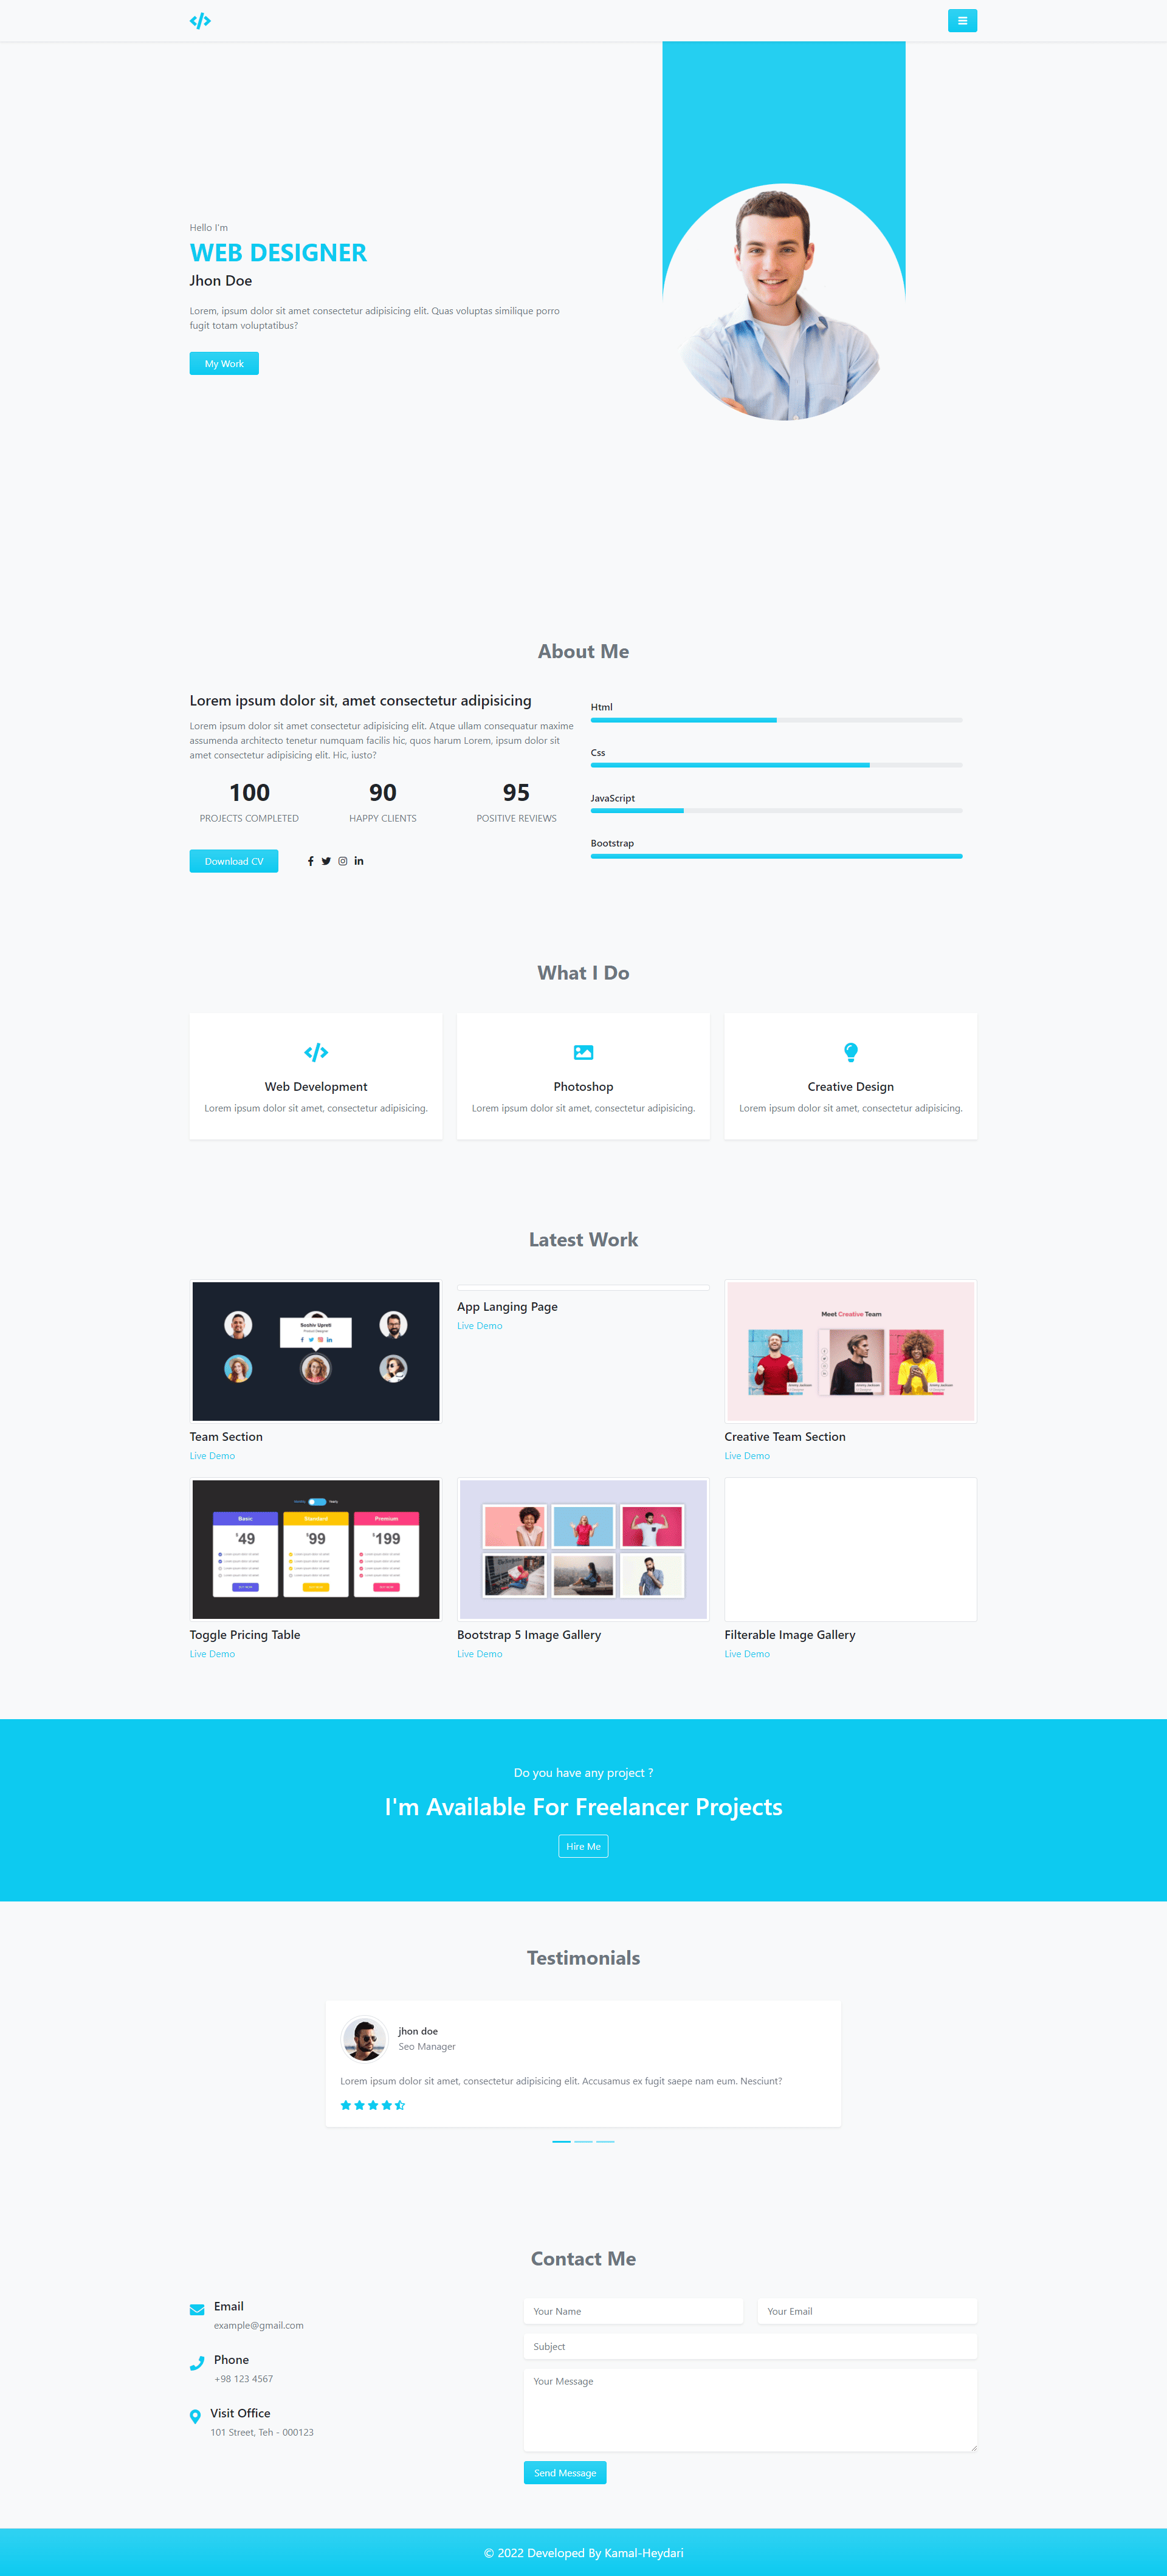 Hello I'm
WEB DESIGNER
Jhon Doe
Lorem, ipsum dolor sit amet consectetur adipisicing elit. Quas voluptas similique porro
fugit totam voluptatibus?
My Work
About Me
Lorem ipsum dolor sit, amet consectetur adipisicing
Lorem ipsum dolor sit amet consectetur adipisicing elit. Atque ullam consequatur maxime
assumenda architecto tenetur numquam facilis hic, quos harum Lorem, ipsum dolor sit
amet consectetur adipisicing elit. Hic, iusto?
100 90 95
PROJECTS COMPLETED HAPPY CLIENTS POSITIVE REVIEWS
Download CV
Html
Css
JavaScript
Bootstrap
What I Do
Web Development
Lorem ipsum dolor sit amet, consectetur adipisicing.
Photoshop
Lorem ipsum dolor sit amet, consectetur adipisicing.
Creative Design
Lorem ipsum dolor sit amet, consectetur adipisicing.
Latest Work
Team Section
Live Demo
App Langing Page
Live Demo
Meet Creative Team
Creative Team Section
Live Demo
Basic Standard Premium
$49 $99 $199
Toggle Pricing Table
Live Demo
Bootstrap 5 Image Gallery
Live Demo
Filterable Image Gallery
Live Demo
Do you have any project ?
I'm Available For Freelancer Projects
Hire Me
Testimonials
jhon doe
Seo Manager
Lorem ipsum dolor sit amet, consectetur adipisicing elit. Accusamus ex fugit saepe nam eum. Nesciunt?
Contact Me
Email
example@gmail.com
Phone
+98 123 4567
Visit Office
101 Street, Teh - 000123
Your Name
Your Email
Subject
Your Message
Send Message
© 2022 Developed By Kamal-Heydari